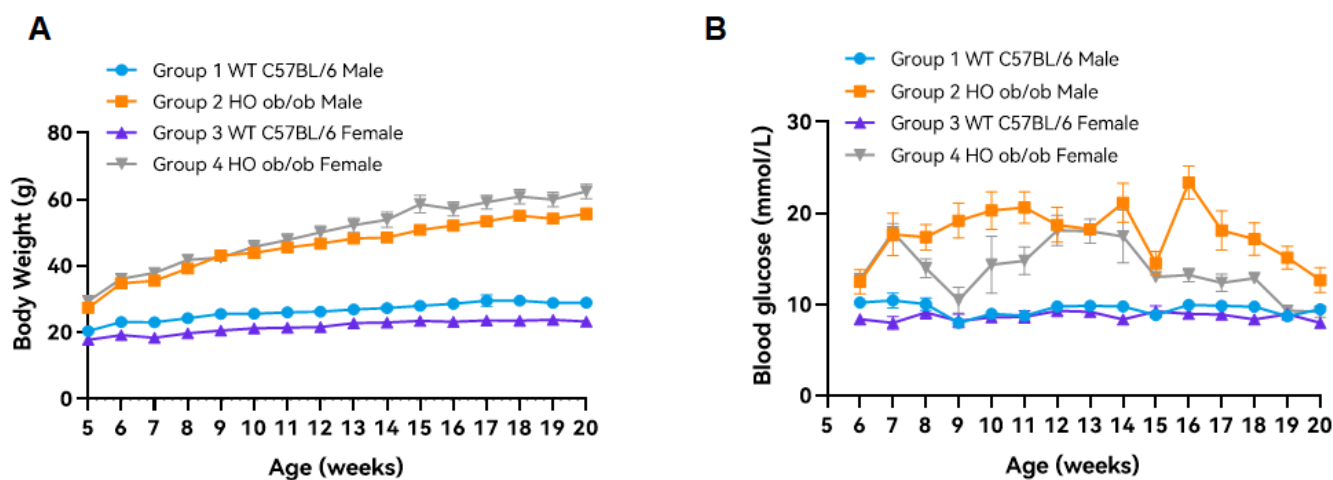 A
Group 1 WT C57BL/6 Male
Group 2 HO ob/ob Male
Group 3 WT C57BL/6 Female
Group 4 HO ob/ob Female
Body Weight (g)
80
60
40
20
0
5 6 7 8 9 10 11 12 13 14 15 16 17 18 19 20
Age (weeks)
B
Group 1 WT C57BL/6 Male
Group 2 HO ob/ob Male
Group 3 WT C57BL/6 Female
Group 4 HO ob/ob Female
Blood glucose (mmol/L)
30
20
10
0
5 6 7 8 9 10 11 12 13 14 15 16 17 18 19 20
Age (weeks)